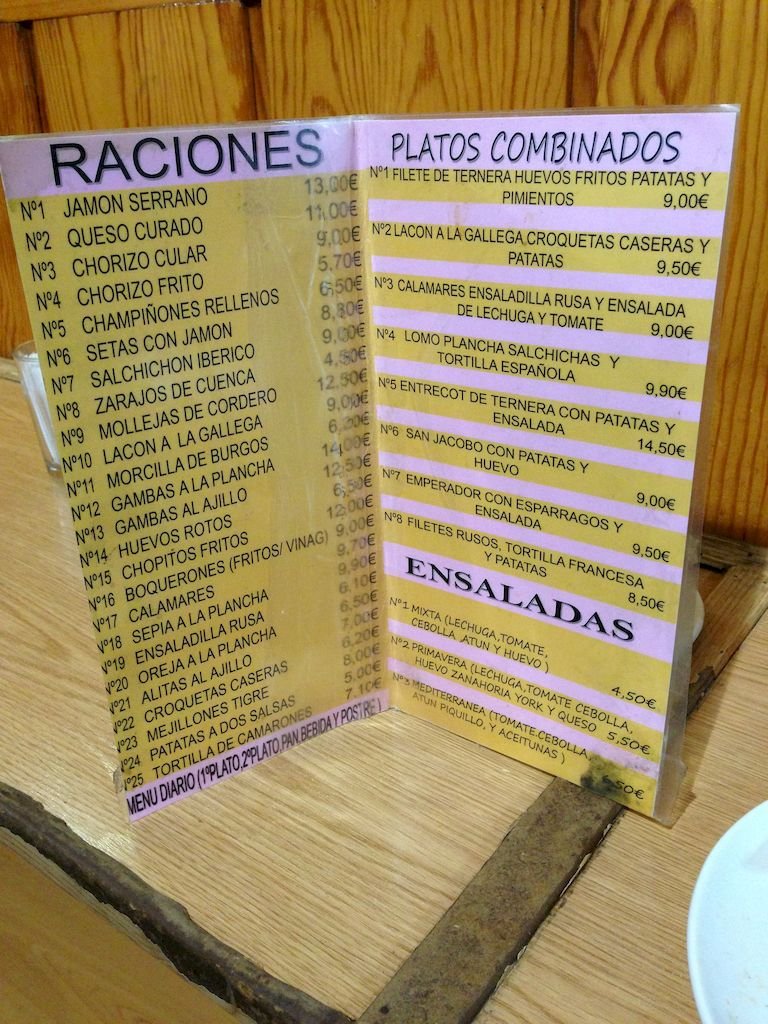 RACIONES
Nº1 JAMON SERRANO 13,00€
Nº2 QUESO CURADO 11,00€
Nº3 CHORIZO CULAR 9,00€
Nº4 CHORIZO FRITO 5,70€
Nº5 CHAMPIÑONES RELLENOS 6,50€
Nº6 SETAS CON JAMON 8,80€
Nº7 SALCHICHON IBERICO 9,00€
Nº8 ZARAJOS DE CUENCA 4,50€
Nº9 MOLLEJAS DE CORDERO 12,50€
Nº10 LACON A LA GALLEGA 9,00€
Nº11 MORCILLA DE BURGOS 6,20€
Nº12 GAMBAS A LA PLANCHA 14,00€
Nº13 GAMBAS AL AJILLO 12,50€
Nº14 HUEVOS ROTOS 6,50€
Nº15 CHOPITOS FRITOS 12,00€
Nº16 BOQUERONES (FRITOS/ VINAG) 9,00€
Nº17 CALAMARES 9,70€
Nº18 SEPIA A LA PLANCHA 9,90€
Nº19 ENSALADILLA RUSA 6,10€
Nº20 OREJA A LA PLANCHA 6,50€
Nº21 ALITAS AL AJILLO 7,00€
Nº22 CROQUETAS CASERAS 6,20€
Nº23 MEJILLONES TIGRE 8,00€
Nº24 PATATAS A DOS SALSAS 5,00€
Nº25 TORTILLA DE CAMARONES 7,10€
MENU DIARIO (1ºPLATO,2ºPLATO,PAN,BEBIDA Y POSTRE )
PLATOS COMBINADOS
Nº1 FILETE DE TERNERA HUEVOS FRITOS PATATAS Y
PIMIENTOS 9,00€
Nº2 LACON A LA GALLEGA,CROQUETAS CASERAS Y
PATATAS 9,50€
Nº3 CALAMARES ENSALADILLA RUSA Y ENSALADA
DE LECHUGA Y TOMATE 9,00€
Nº4 LOMO PLANCHA SALCHICHAS Y
TORTILLA ESPAÑOLA 9,90€
Nº5 ENTRECOT DE TERNERA CON PATATAS Y
ENSALADA 14,50€
Nº6 SAN JACOBO CON PATATAS Y
HUEVO 9,00€
Nº7 EMPERADOR CON ESPARRAGOS Y
ENSALADA 9,50€
Nº8 FILETES RUSOS, TORTILLA FRANCESA
Y PATATAS 8,50€
ENSALADAS
Nº1 MIXTA (LECHUGA,TOMATE,
CEBOLLA ,ATUN Y HUEVO ) 4,50€
Nº2 PRIMAVERA (LECHUGA,TOMATE CEBOLLA,
HUEVO ZANAHORIA YORK Y QUESO 5,50€
Nº3 MEDITERRANEA (TOMATE,CEBOLLA,
ATUN PIQUILLO, Y ACEITUNAS )